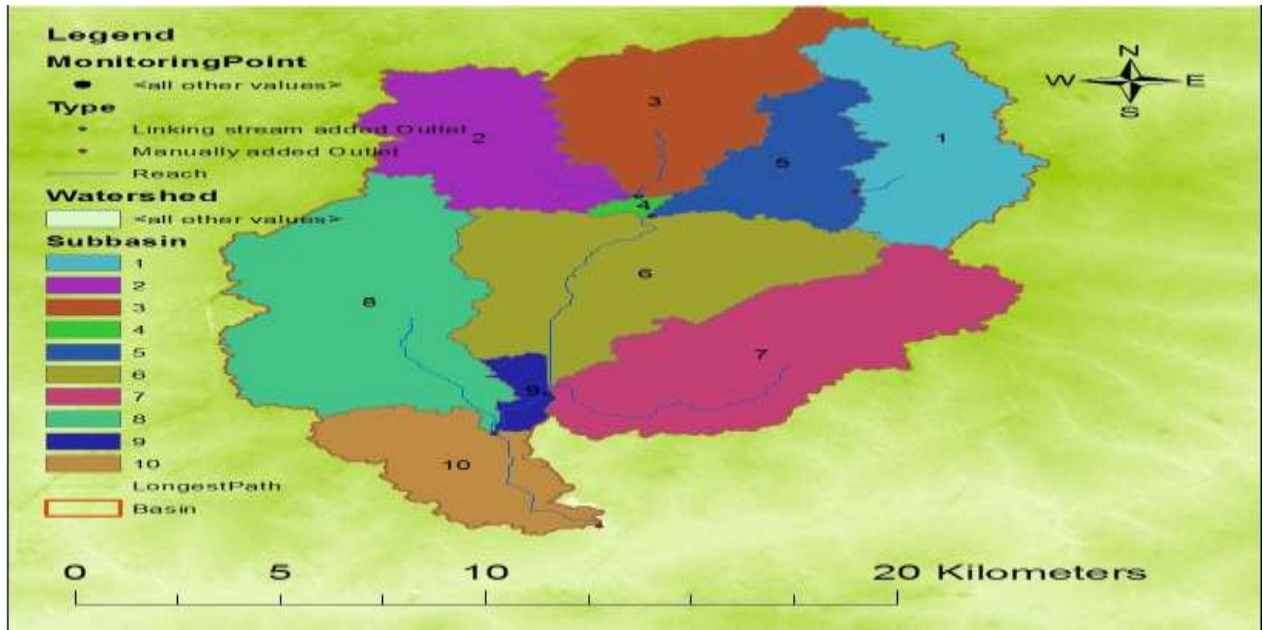 Legend
MonitoringPoint
<all other values>
Type
Linking stream added Outlet
Manually added Outlet
Reach
Watershed
<all other values>
Subbasin
1
2
3
4
5
6
7
8
9
10
LongestPath
Basin
N
W E
S
3
2
1
5
4
6
8
7
9
10
0 5 10 20 Kilometers